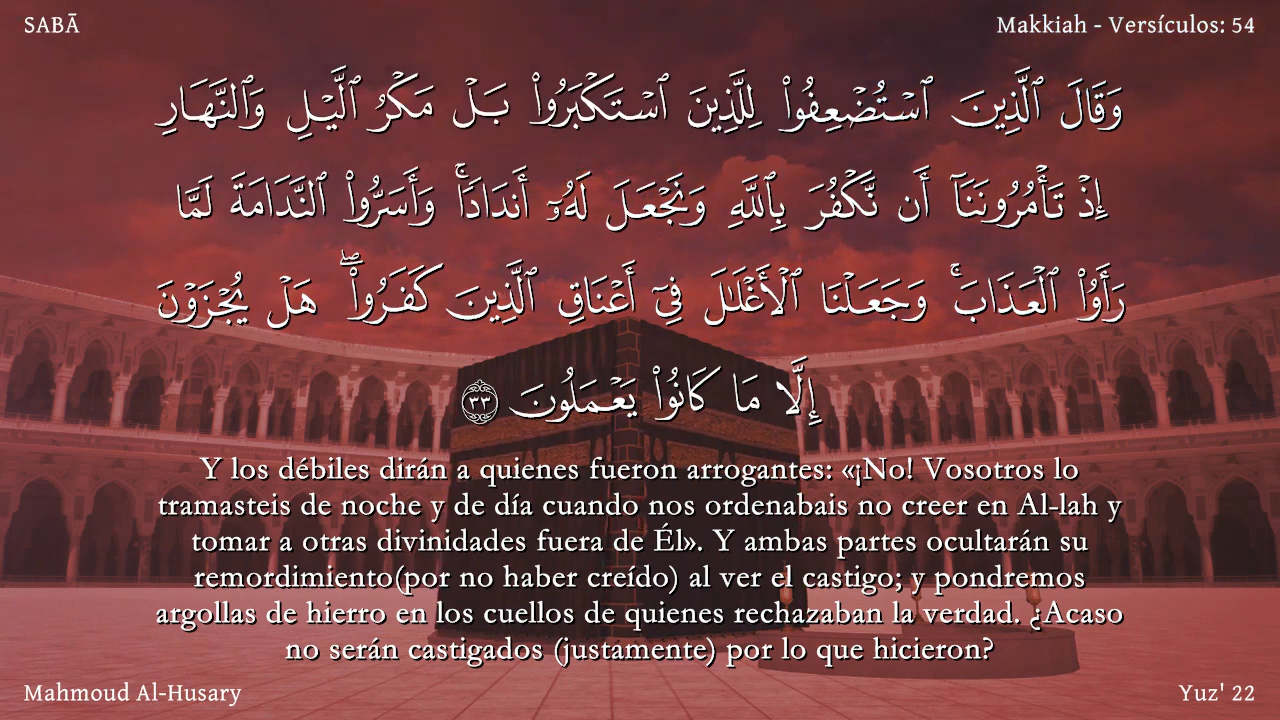 SABĀ
Makkiah - Versículos: 54
وَقَالَ ٱلَّذِينَ ٱسْتُضْعِفُوا۟ لِلَّذِينَ ٱسْتَكْبَرُوا۟ بَلْ مَكْرُ ٱلَّيْلِ وَٱلنَّهَارِ
إِذْ تَأْمُرُونَنَآ أَن نَّكْفُرَ بِٱللَّهِ وَنَجْعَلَ لَهُۥٓ أَندَادًا ۚ وَأَسَرُّوا۟ ٱلنَّدَامَةَ لَمَّا
رَأَوُا۟ ٱلْعَذَابَ ۚ وَجَعَلْنَا ٱلْأَغْلَـٰلَ فِىٓ أَعْنَاقِ ٱلَّذِينَ كَفَرُوا۟ ۖ هَلْ يُجْزَوْنَ
إِلَّا مَا كَانُوا۟ يَعْمَلُونَ ٣٣
Y los débiles dirán a quienes fueron arrogantes: «¡No! Vosotros lo
tramasteis de noche y de día cuando nos ordenabais no creer en Al-lah y
tomar a otras divinidades fuera de Él». Y ambas partes ocultarán su
remordimiento(por no haber creído) al ver el castigo; y pondremos
argollas de hierro en los cuellos de quienes rechazaban la verdad. ¿Acaso
no serán castigados (justamente) por lo que hicieron?
Mahmoud Al-Husary
Yuz' 22